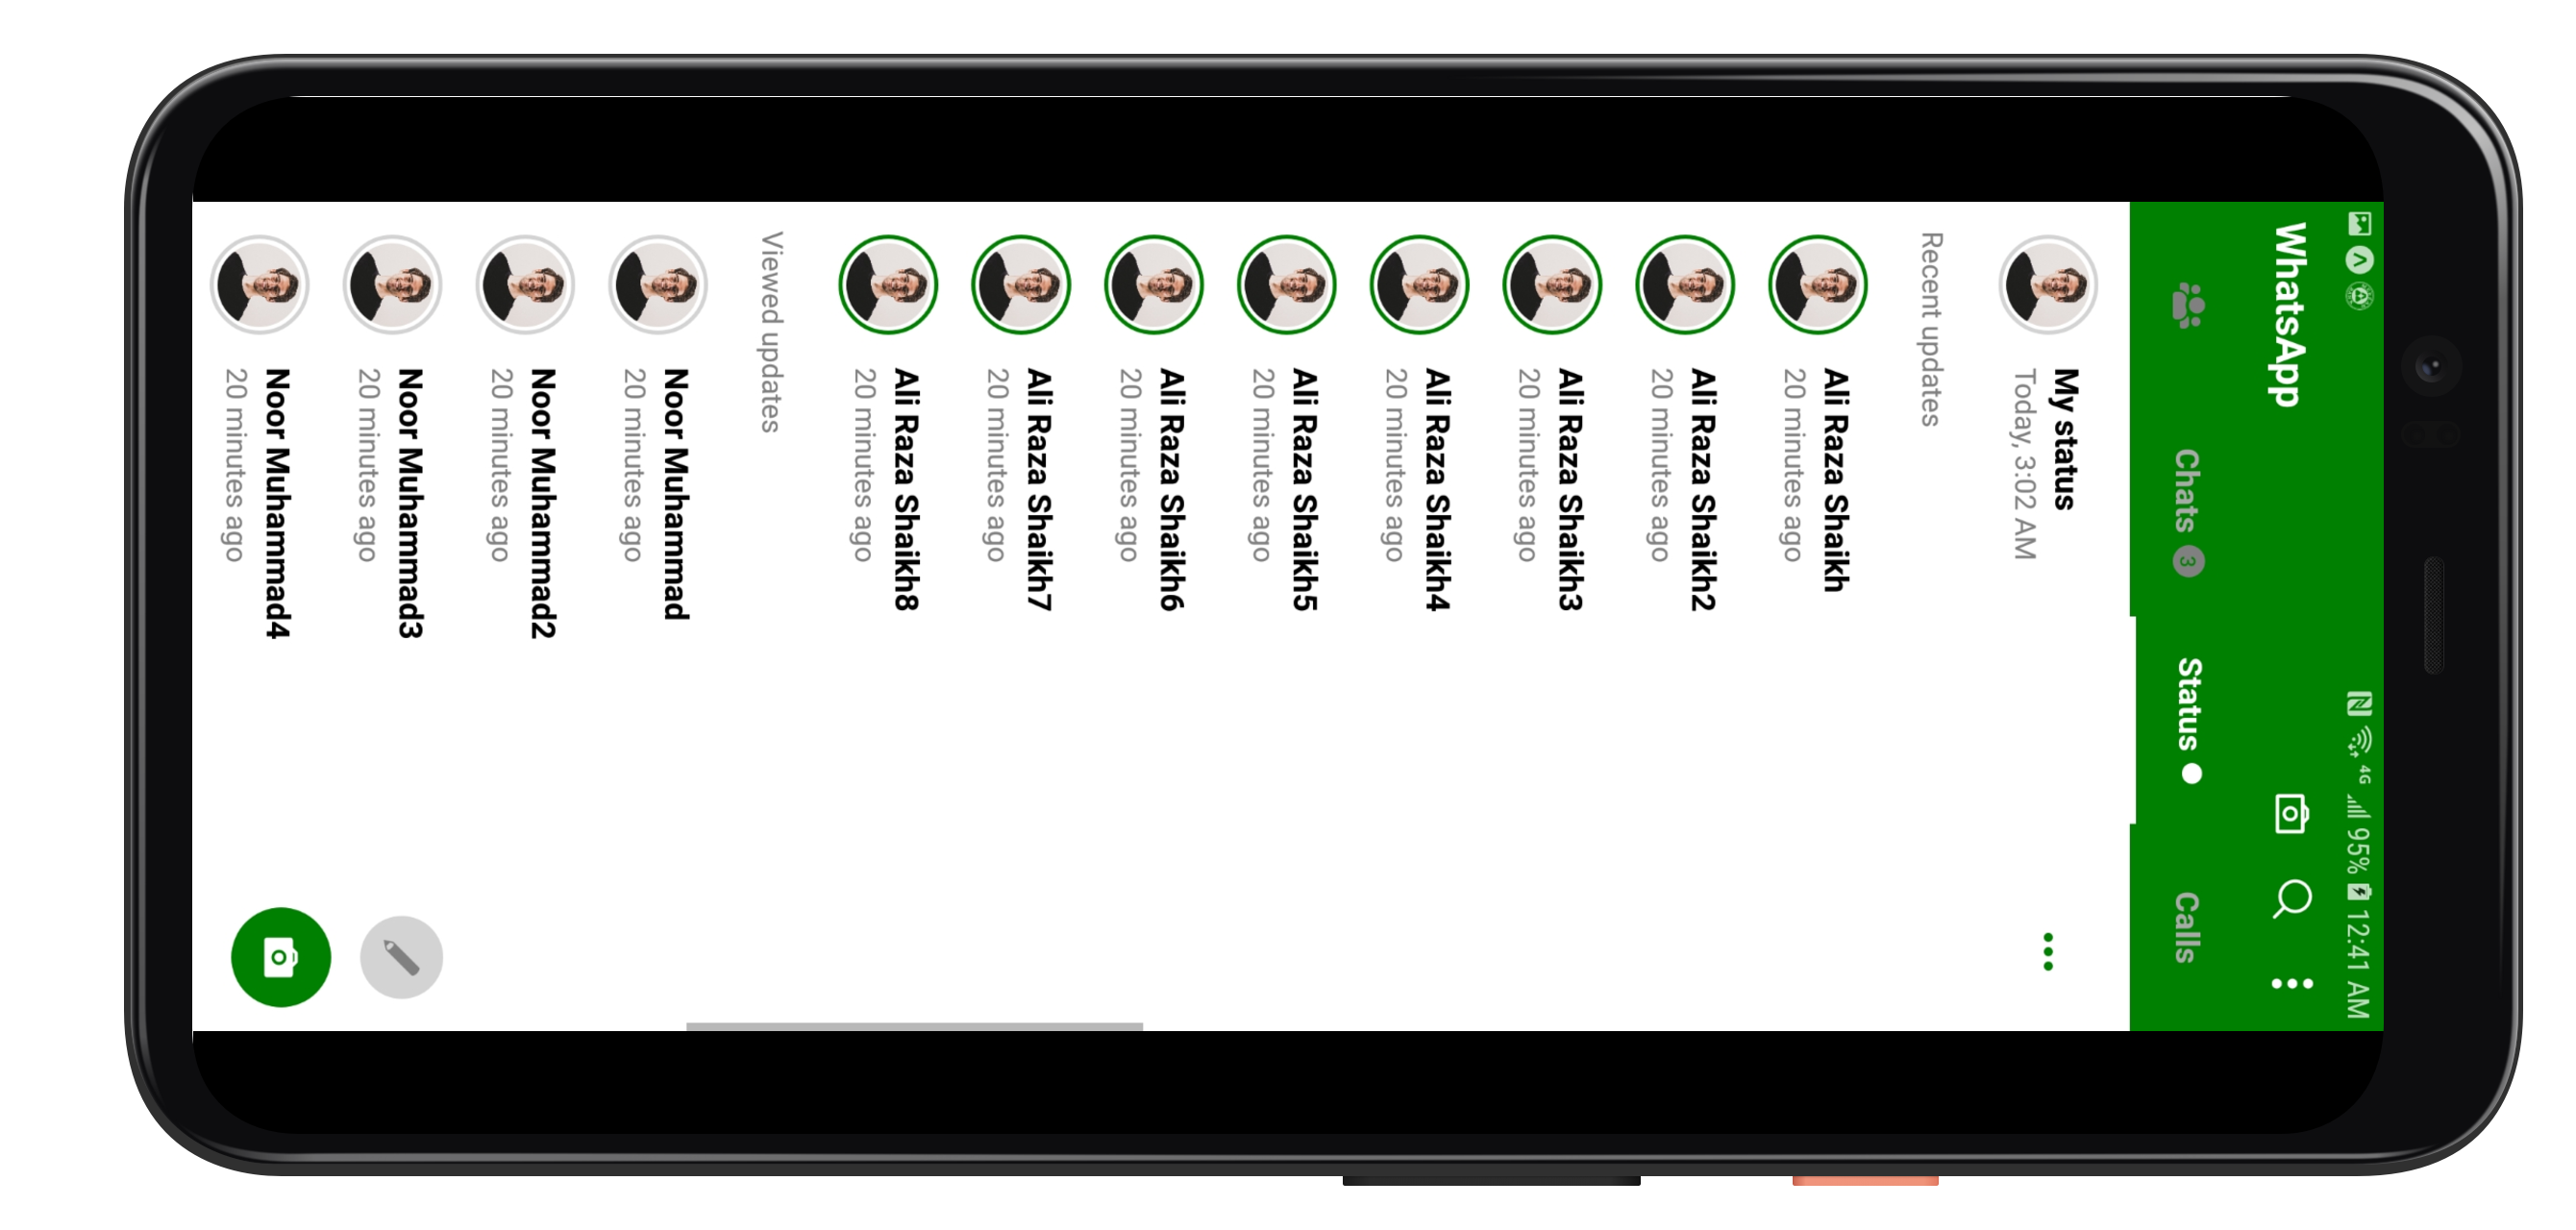 4G 95% 12:41 AM
WhatsApp
Chats 3 Status Calls
My status
Today, 3:02 AM
Recent updates
Ali Raza Shaikh
20 minutes ago
Ali Raza Shaikh2
20 minutes ago
Ali Raza Shaikh3
20 minutes ago
Ali Raza Shaikh4
20 minutes ago
Ali Raza Shaikh5
20 minutes ago
Ali Raza Shaikh6
20 minutes ago
Ali Raza Shaikh7
20 minutes ago
Ali Raza Shaikh8
20 minutes ago
Viewed updates
Noor Muhammad
20 minutes ago
Noor Muhammad2
20 minutes ago
Noor Muhammad3
20 minutes ago
Noor Muhammad4
20 minutes ago